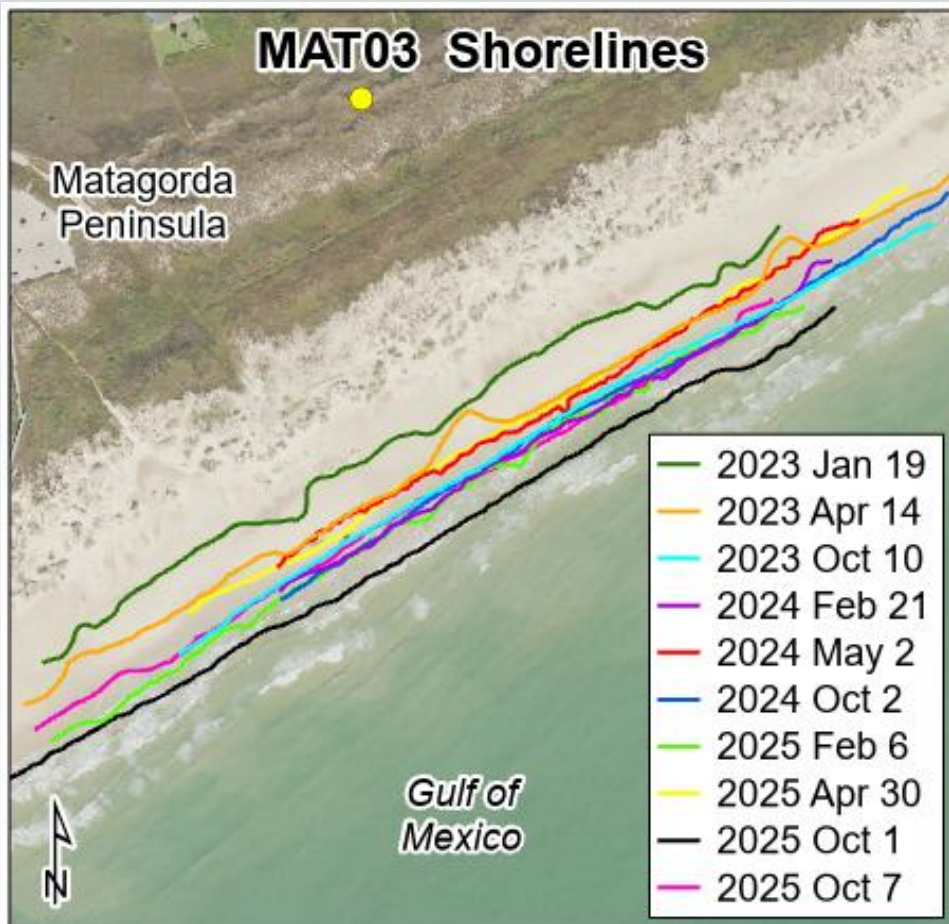 MAT03 Shorelines
Matagorda
Peninsula
2023 Jan 19
2023 Apr 14
2023 Oct 10
2024 Feb 21
2024 May 2
2024 Oct 2
2025 Feb 6
2025 Apr 30
2025 Oct 1
2025 Oct 7
Gulf of
Mexico
N